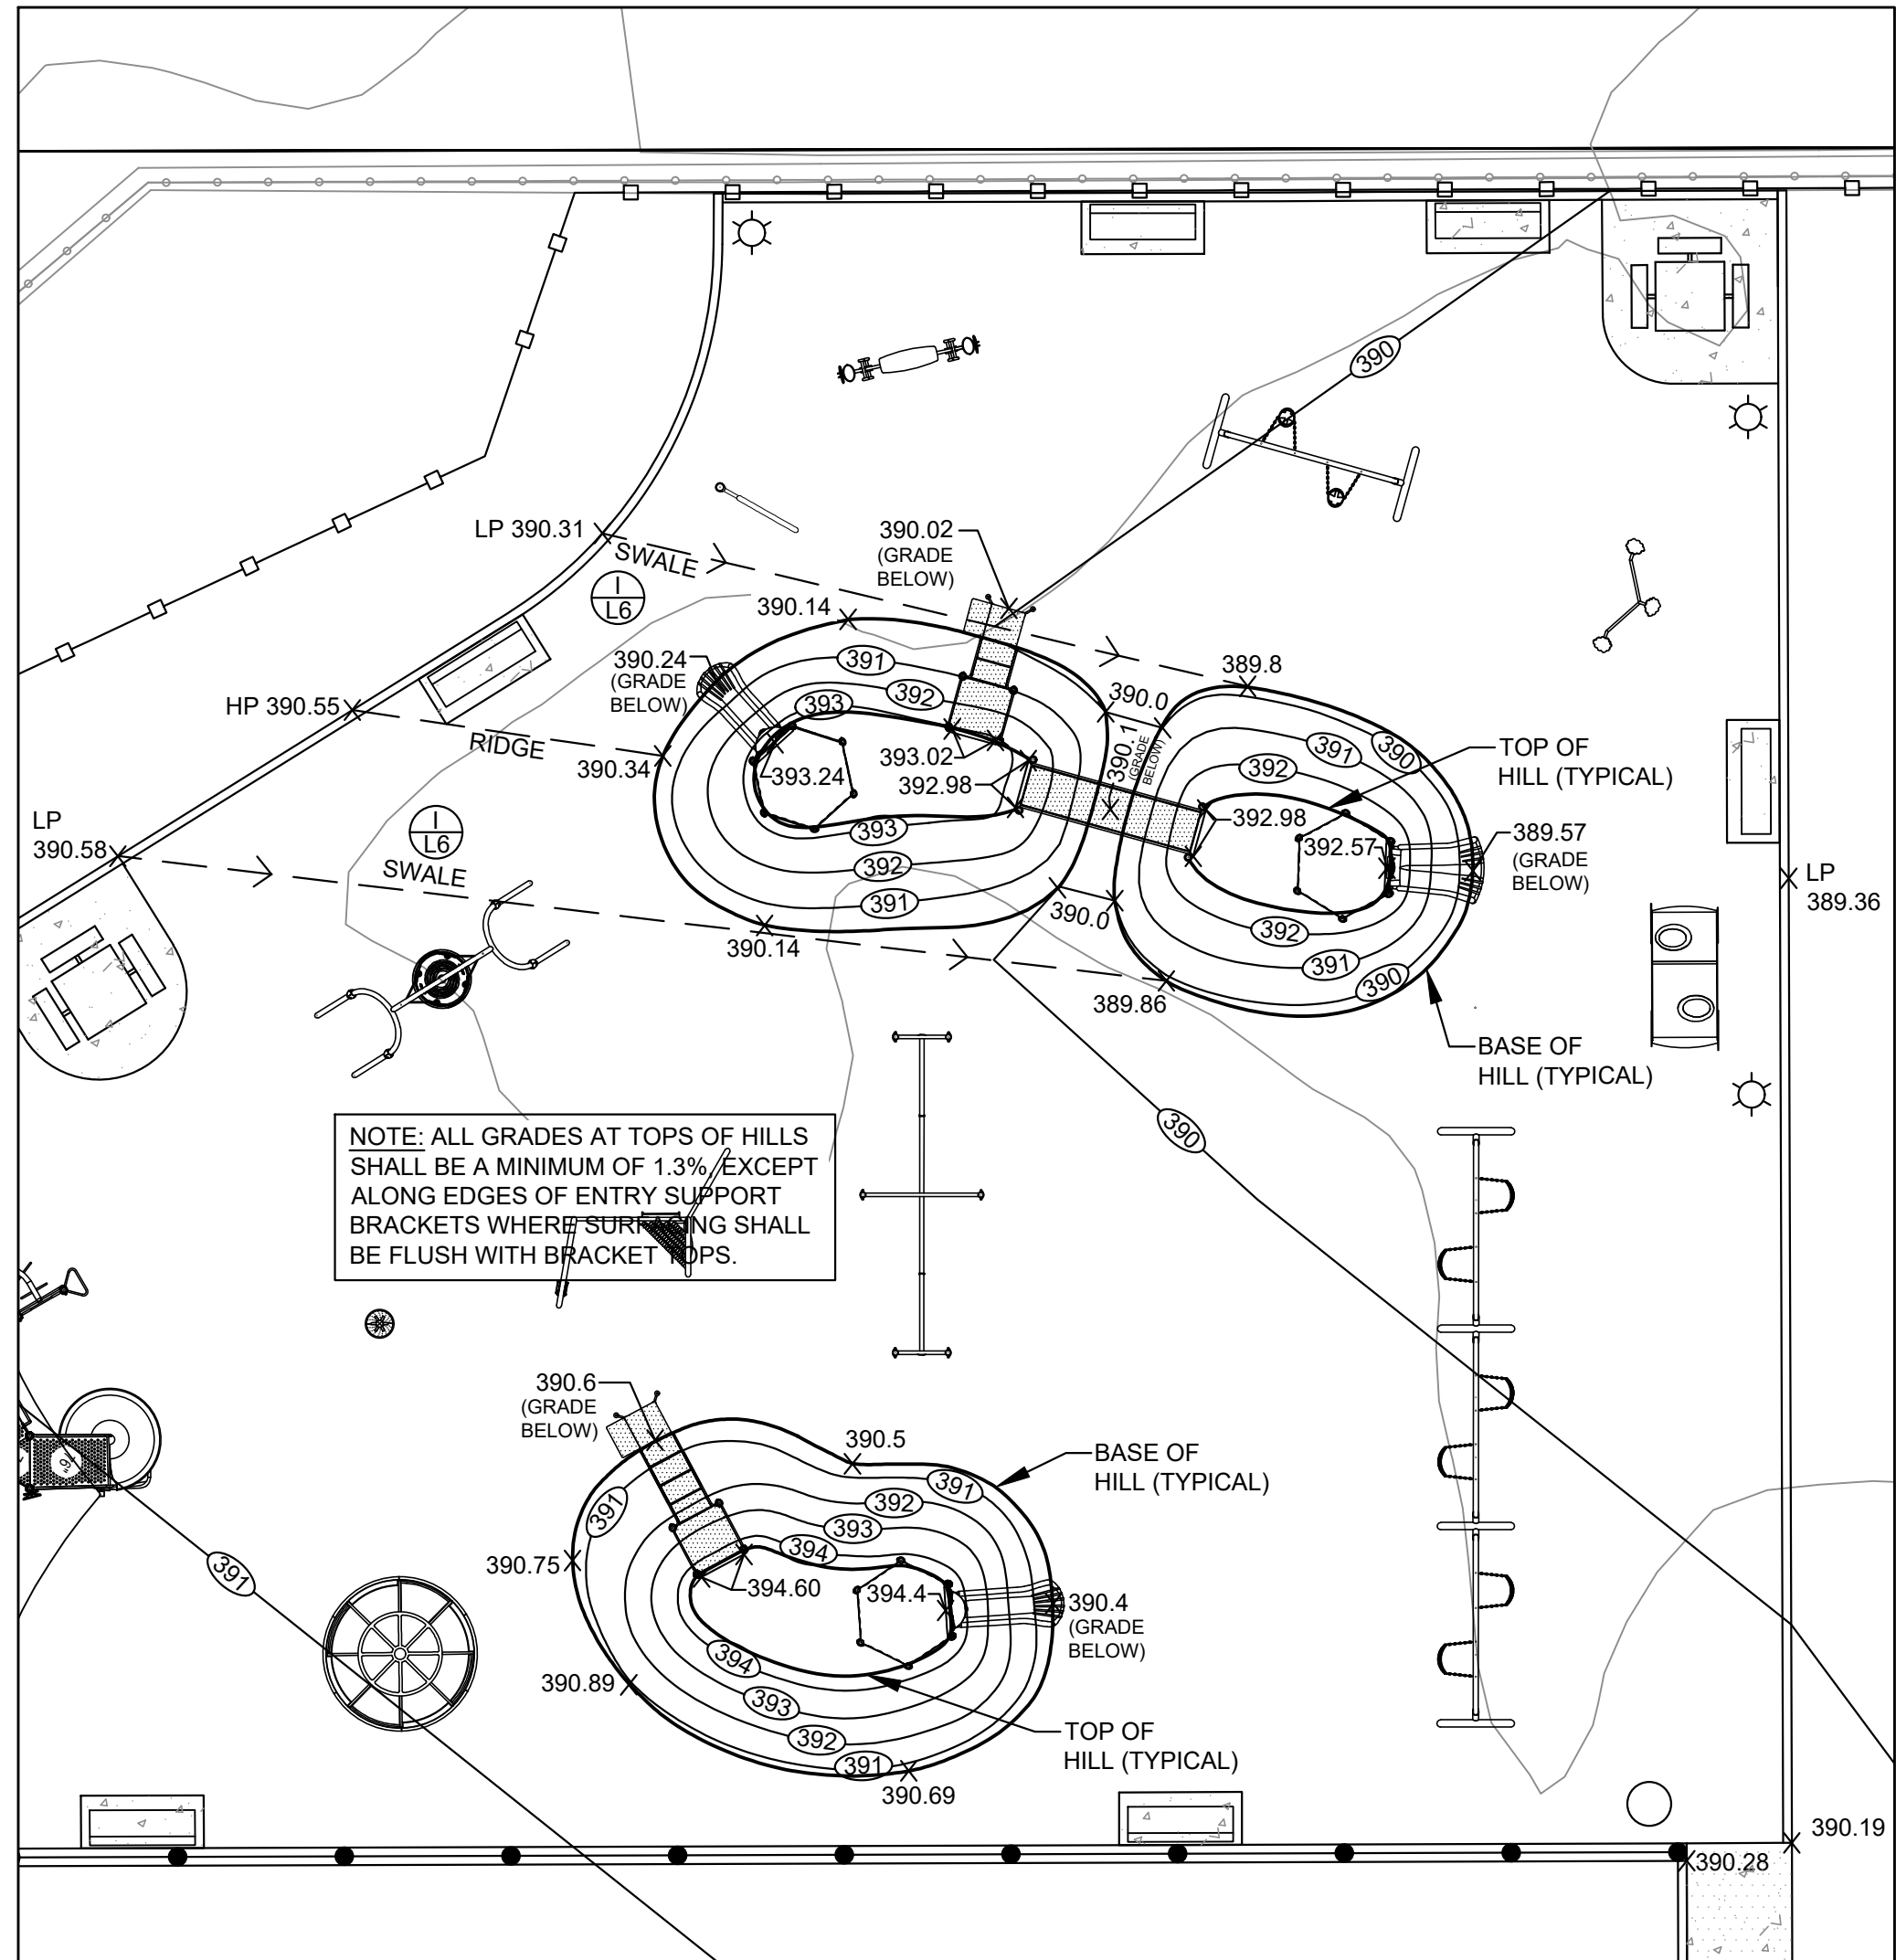 390
LP 390.31
SWALE
I
L6
390.02
(GRADE
BELOW)
390.14
391
390.24
(GRADE
BELOW)
392
393
389.8
390.0
HP 390.55
RIDGE
390.34
393.24
393.02
392.98
390.1
(GRADE
BELOW)
391
390
392
TOP OF
HILL (TYPICAL)
LP
390.58
I
L6
SWALE
393
392
391
392.98
392.57
389.57
(GRADE
BELOW)
LP
389.36
390.14
390.0
392
391
390
389.86
BASE OF
HILL (TYPICAL)
390
NOTE: ALL GRADES AT TOPS OF HILLS
SHALL BE A MINIMUM OF 1.3%, EXCEPT
ALONG EDGES OF ENTRY SUPPORT
BRACKETS WHERE SURFACING SHALL
BE FLUSH WITH BRACKET TOPS.
390.6
(GRADE
BELOW)
390.5
BASE OF
HILL (TYPICAL)
391
391
392
393
394
390.75
394.60
394.4
390.4
(GRADE
BELOW)
391
394
390.89
393
392
391
TOP OF
HILL (TYPICAL)
390.69
390.19
390.28